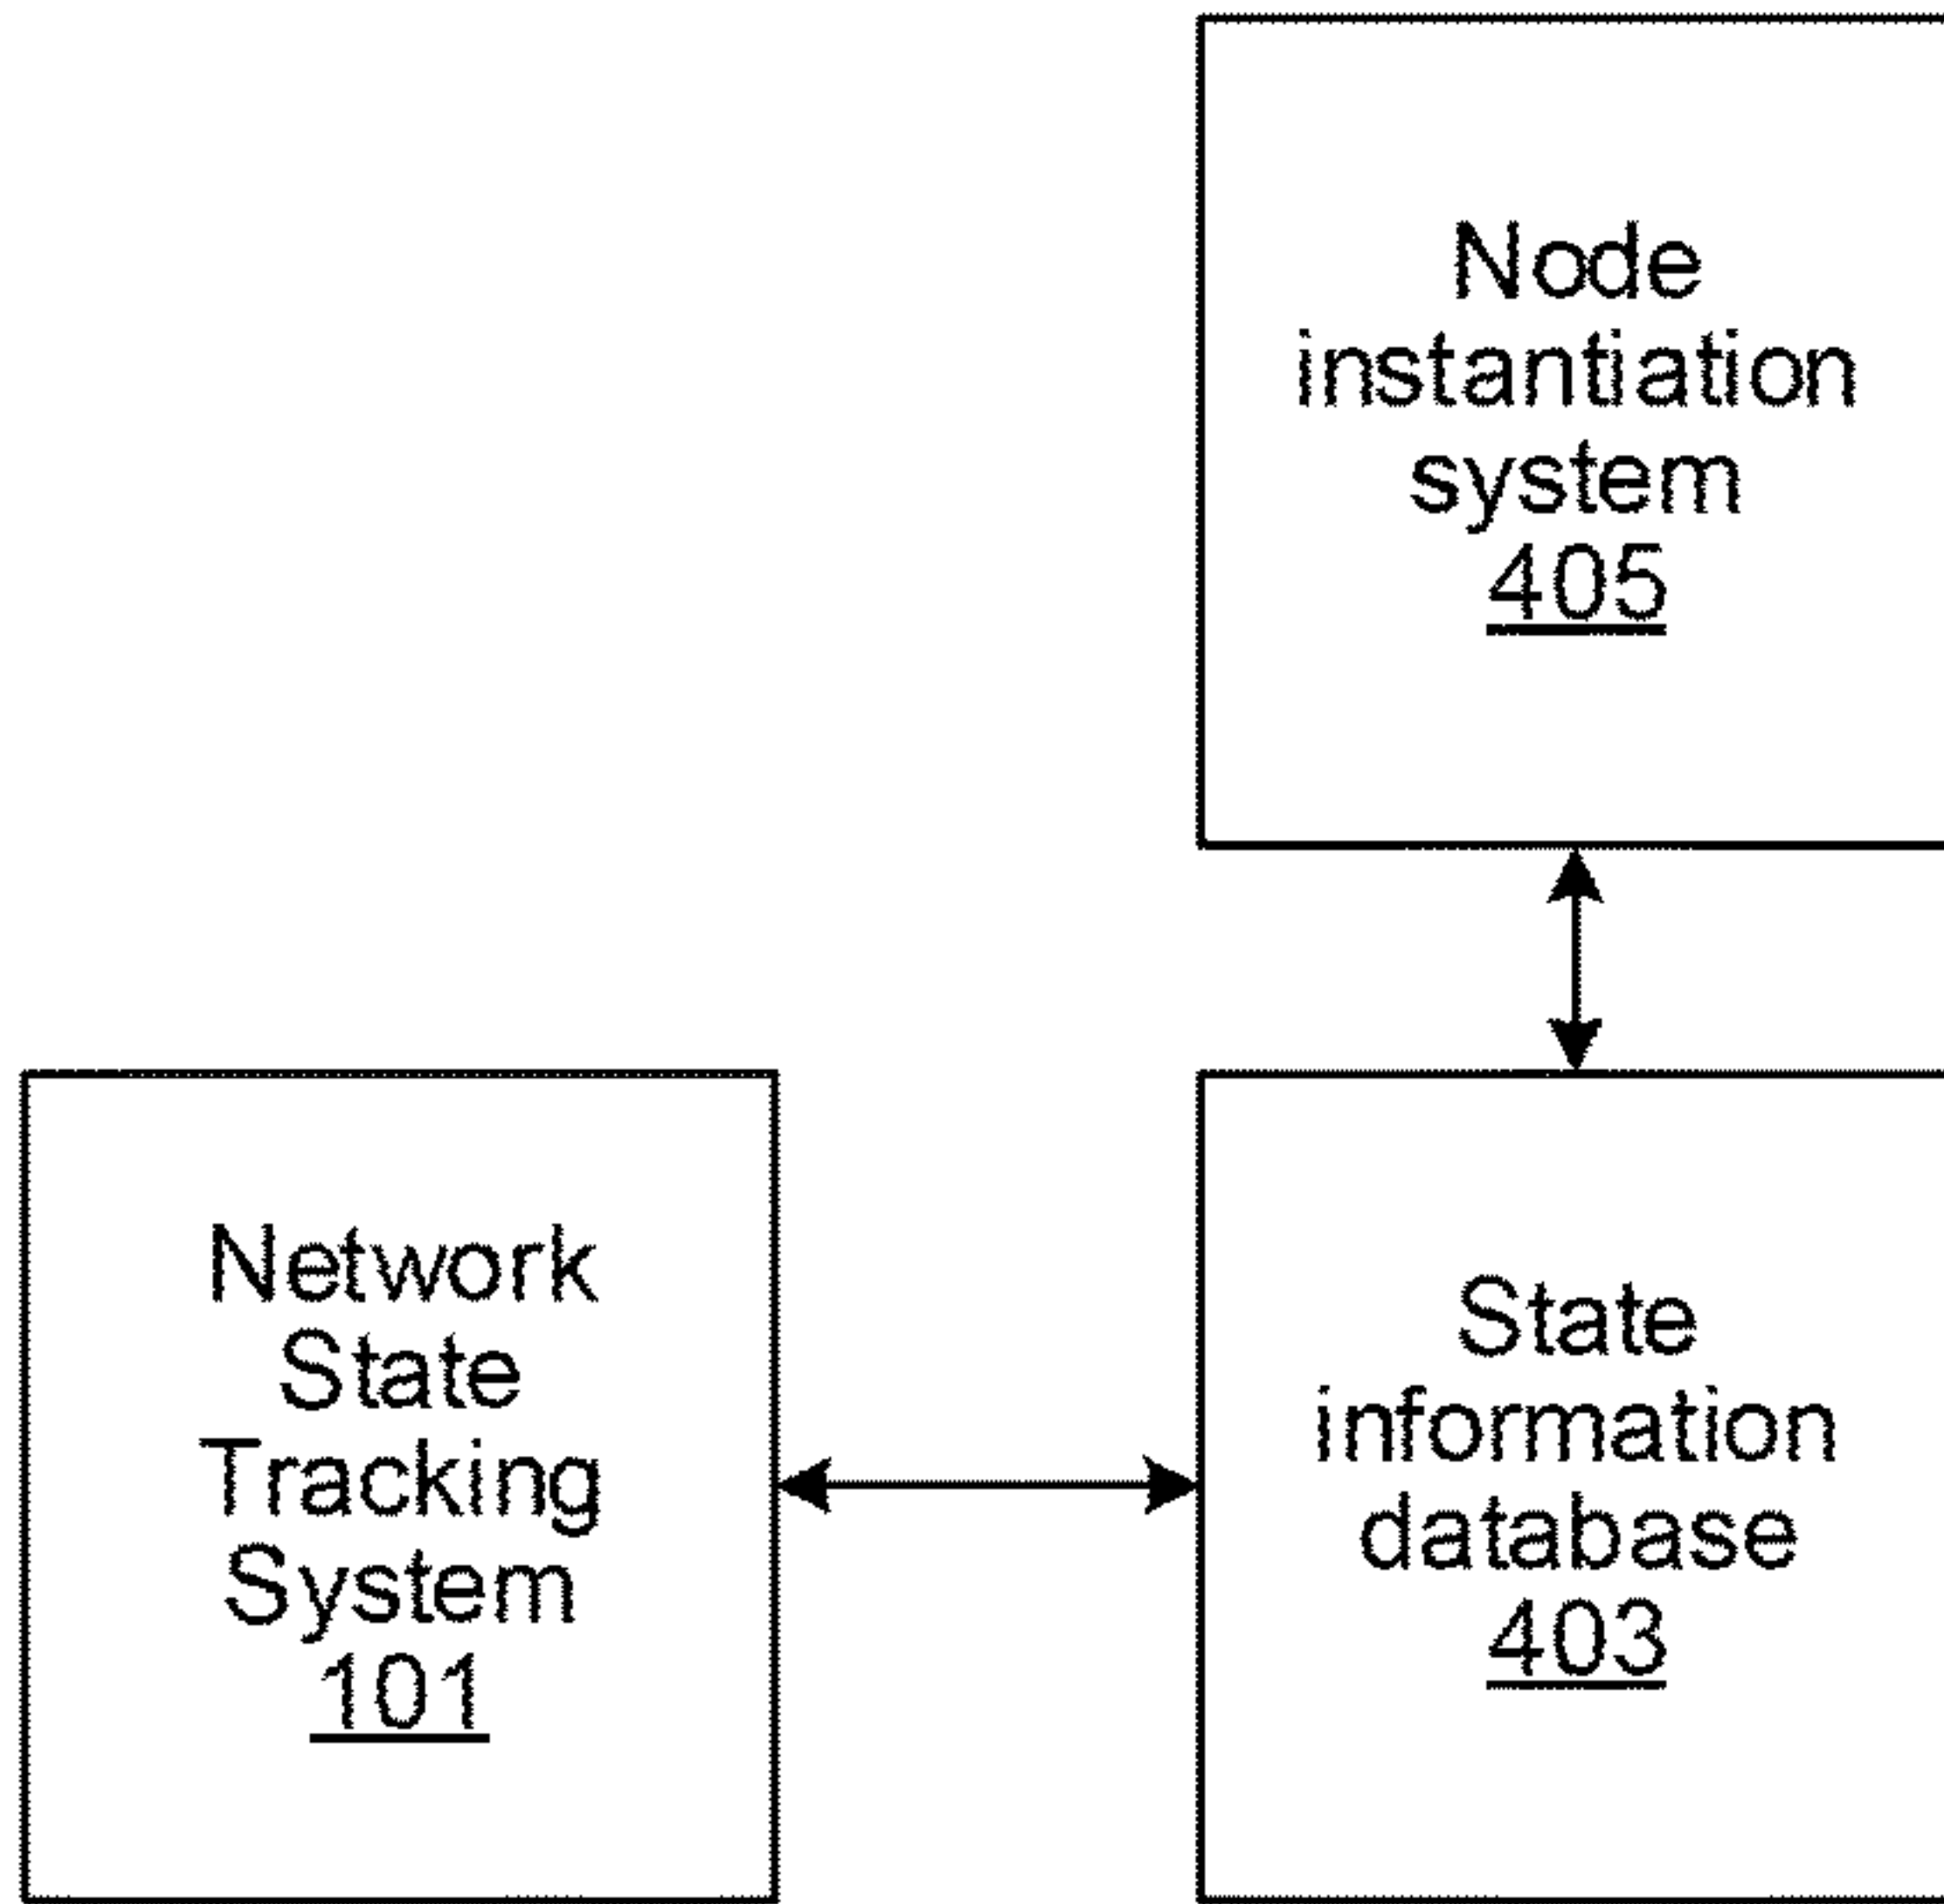 Node
instantiation
system
405
Network
State
Tracking
System
101
State
information
database
403